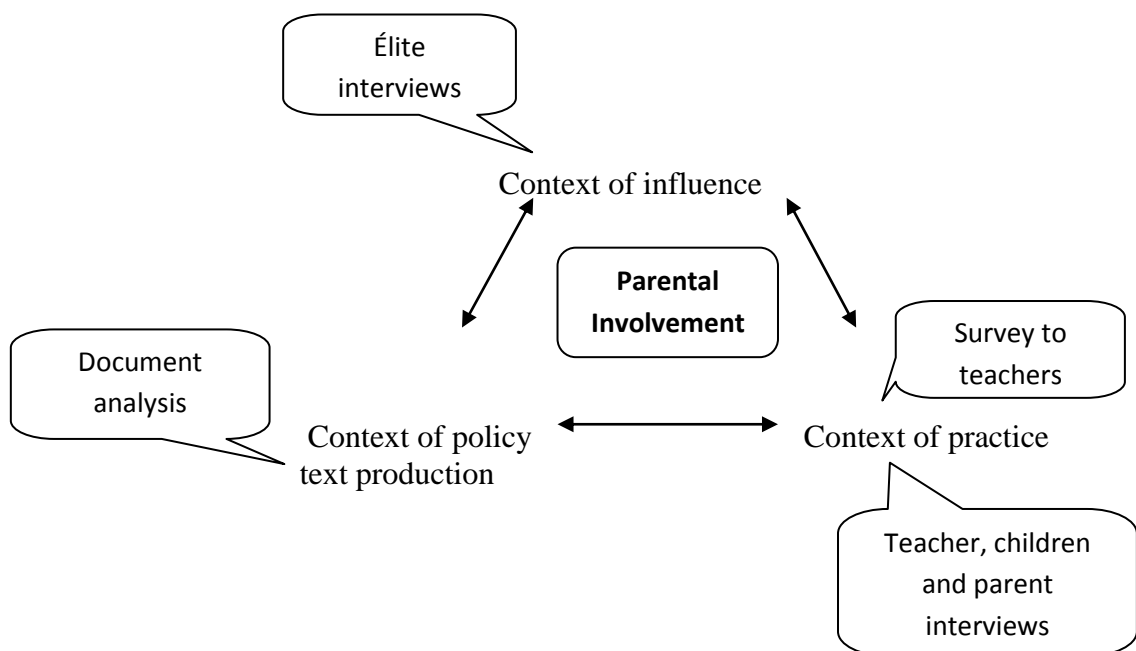 Élite
interviews
Context of influence
Parental
Involvement
Document
analysis
Survey to
teachers
Context of policy
text production
Context of practice
Teacher, children
and parent
interviews